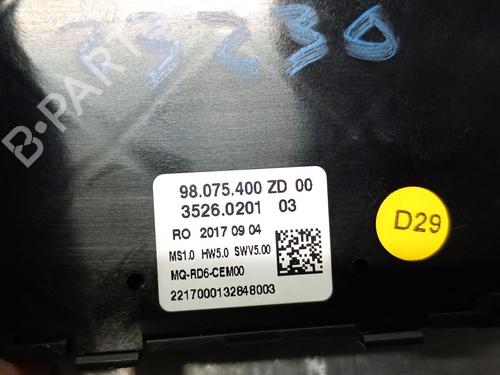 33230
B-PARTS
98.075.400 ZD 00
3526.0201 03
RO 2017 09 04
MS1.0 HW5.0 SWV5.00
MQ-RD6-CEM00
2217000132848003
D29